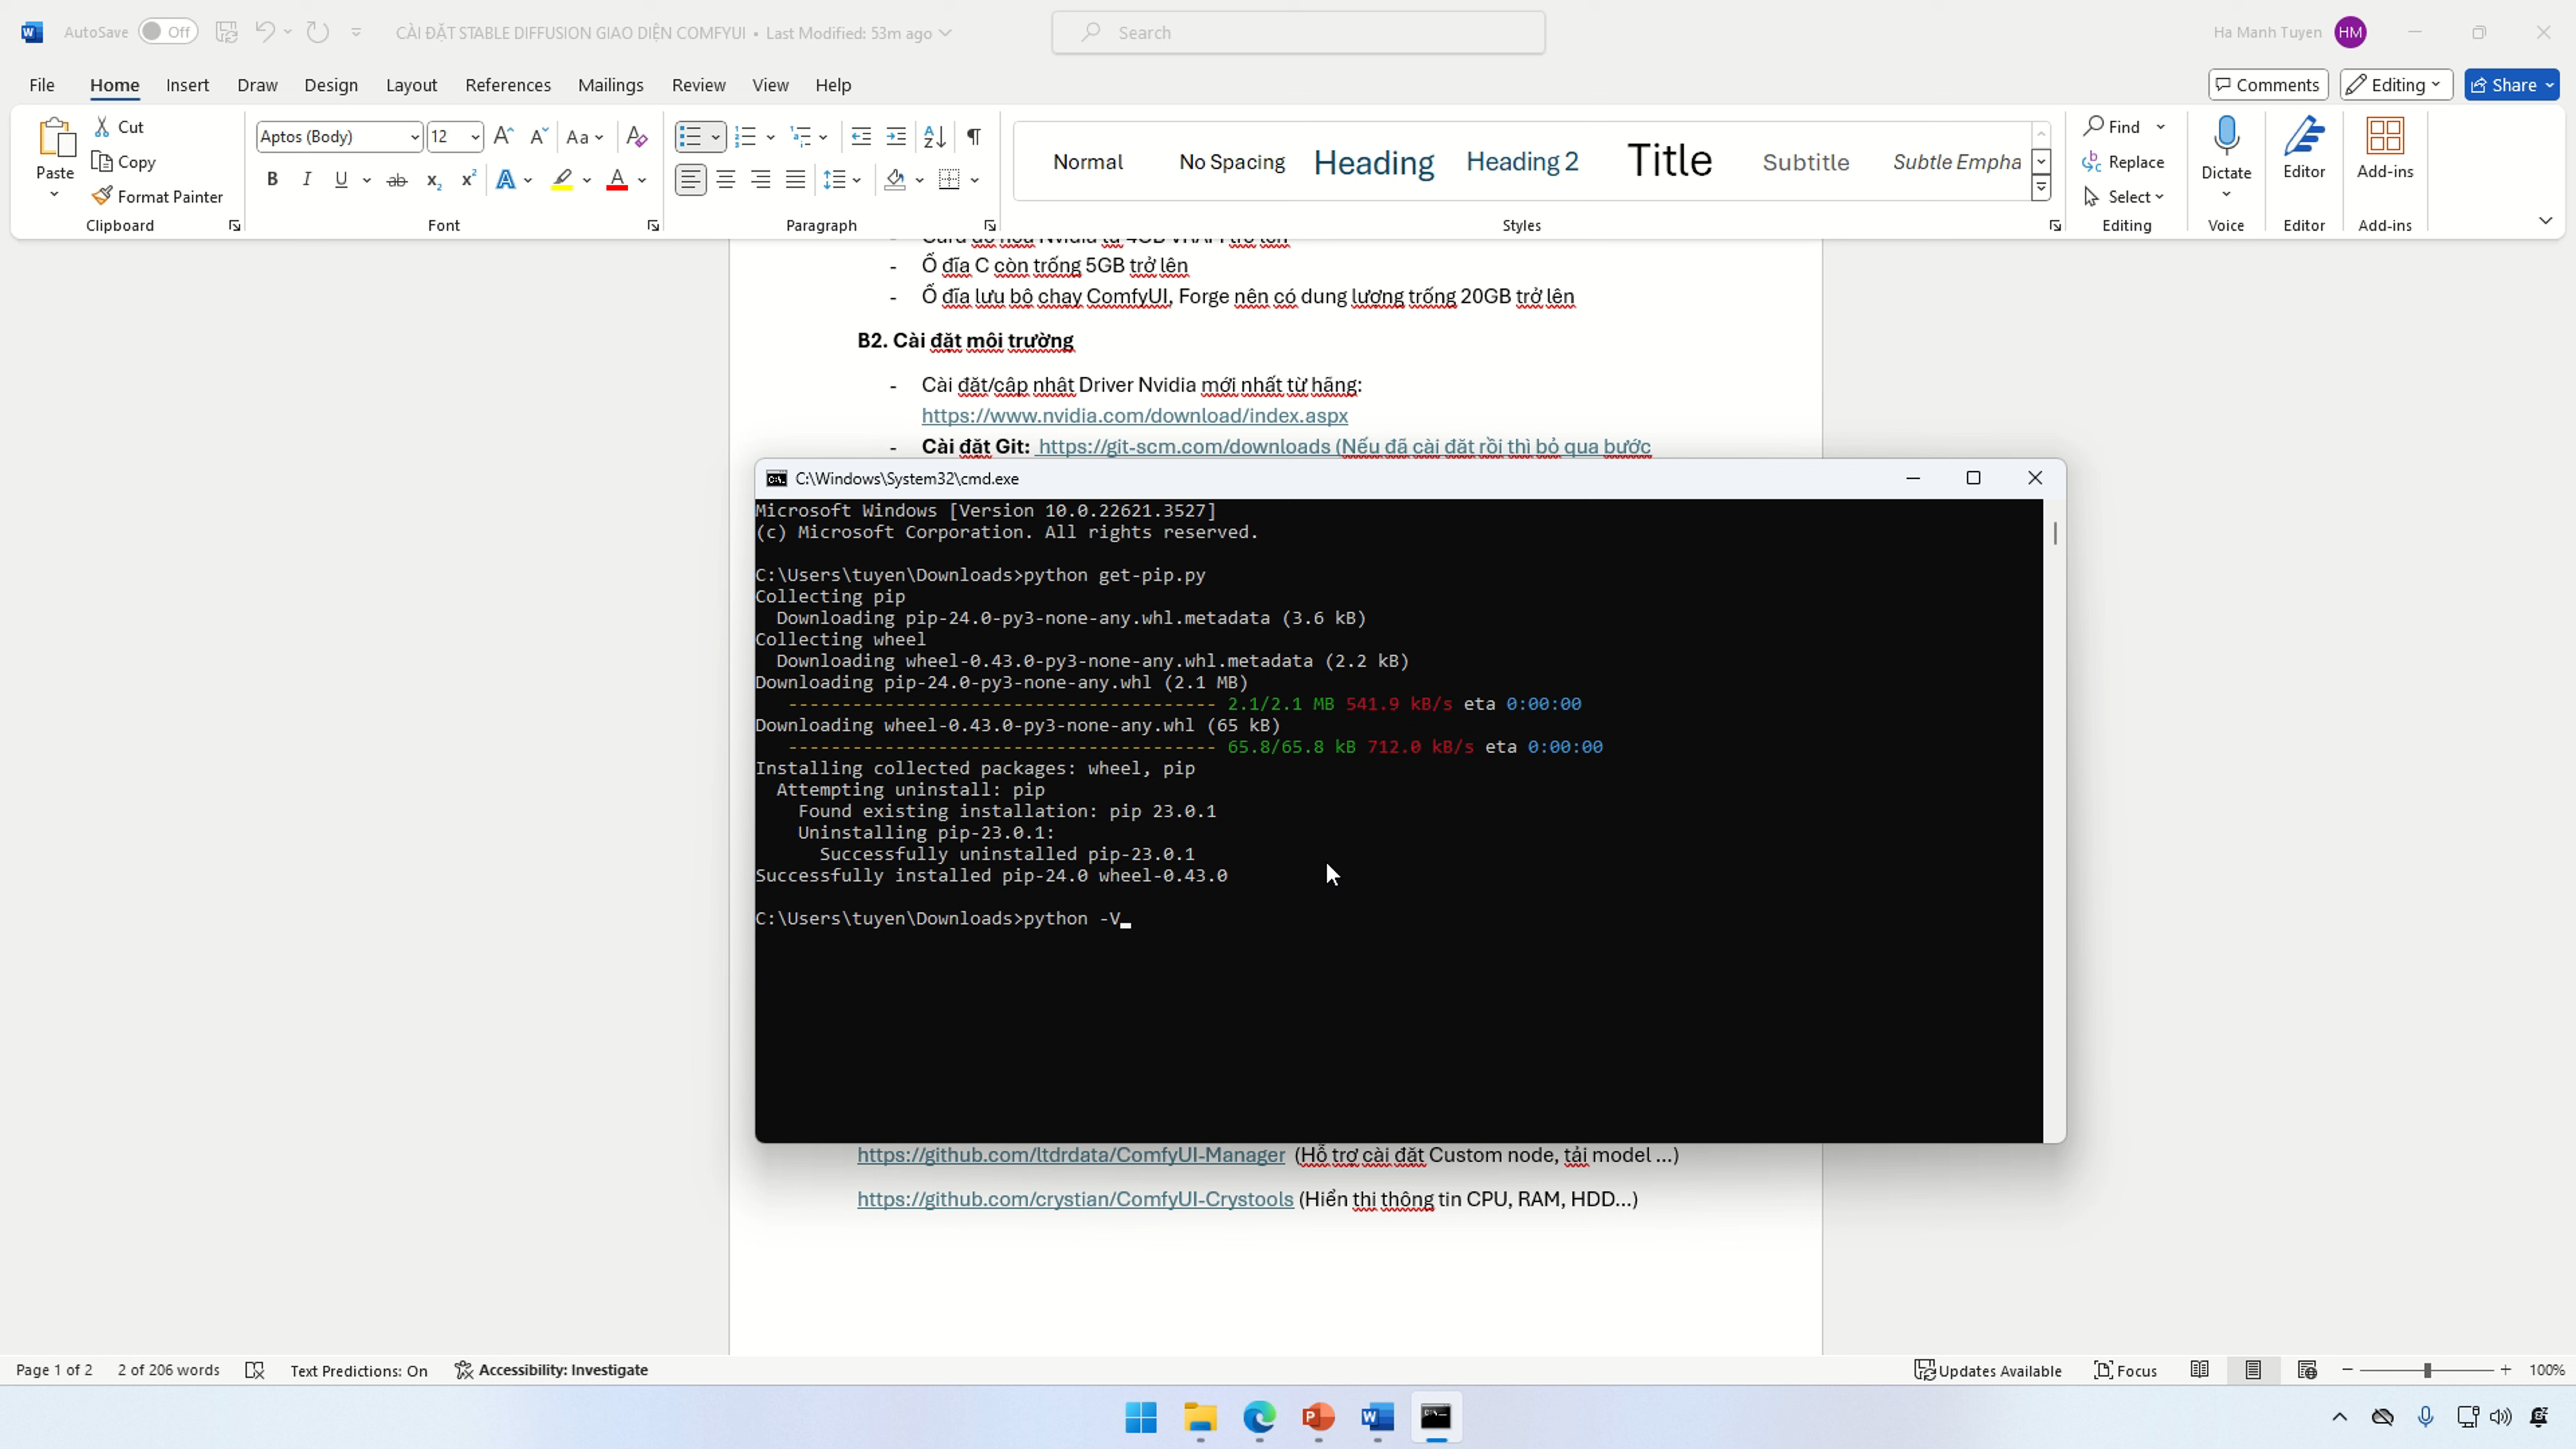 AutoSave Off CÀI ĐẶT STABLE DIFFUSION GIAO DIỆN COMFYUI • Last Modified: 53m ago Search Ha Manh Tuyen HM
File Home Insert Draw Design Layout References Mailings Review View Help Comments Editing Share
Paste Cut Copy Format Painter
Clipboard
Aptos (Body) 12
Font
Paragraph
Normal No Spacing Heading Heading 2 Title Subtitle Subtle Empha
Styles
Find Replace Select
Editing
Dictate
Voice
Editor
Editor
Add-ins
Add-ins
Card đồ họa Nvidia từ 4GB VRAM trở lên
- Ổ đĩa C còn trống 5GB trở lên
- Ổ đĩa lưu bộ chạy ComfyUI, Forge nên có dung lượng trống 20GB trở lên
B2. Cài đặt môi trường
- Cài đặt/cập nhật Driver Nvidia mới nhất từ hãng:
https://www.nvidia.com/download/index.aspx
- Cài đặt Git: https://git-scm.com/downloads (Nếu đã cài đặt rồi thì bỏ qua bước
C:\Windows\System32\cmd.exe
Microsoft Windows [Version 10.0.22621.3527]
(c) Microsoft Corporation. All rights reserved.
C:\Users\tuyen\Downloads>python get-pip.py
Collecting pip
Downloading pip-24.0-py3-none-any.whl.metadata (3.6 kB)
Collecting wheel
Downloading wheel-0.43.0-py3-none-any.whl.metadata (2.2 kB)
Downloading pip-24.0-py3-none-any.whl (2.1 MB)
---------------------------------------- 2.1/2.1 MB 541.9 kB/s eta 0:00:00
Downloading wheel-0.43.0-py3-none-any.whl (65 kB)
---------------------------------------- 65.8/65.8 kB 712.0 kB/s eta 0:00:00
Installing collected packages: wheel, pip
Attempting uninstall: pip
Found existing installation: pip 23.0.1
Uninstalling pip-23.0.1:
Successfully uninstalled pip-23.0.1
Successfully installed pip-24.0 wheel-0.43.0
C:\Users\tuyen\Downloads>python -V_
https://github.com/ltdrdata/ComfyUI-Manager (Hỗ trợ cài đặt Custom node, tải model ...)
https://github.com/crystian/ComfyUI-Crystools (Hiển thị thông tin CPU, RAM, HDD...)
Page 1 of 2 2 of 206 words Text Predictions: On Accessibility: Investigate Updates Available Focus 100%